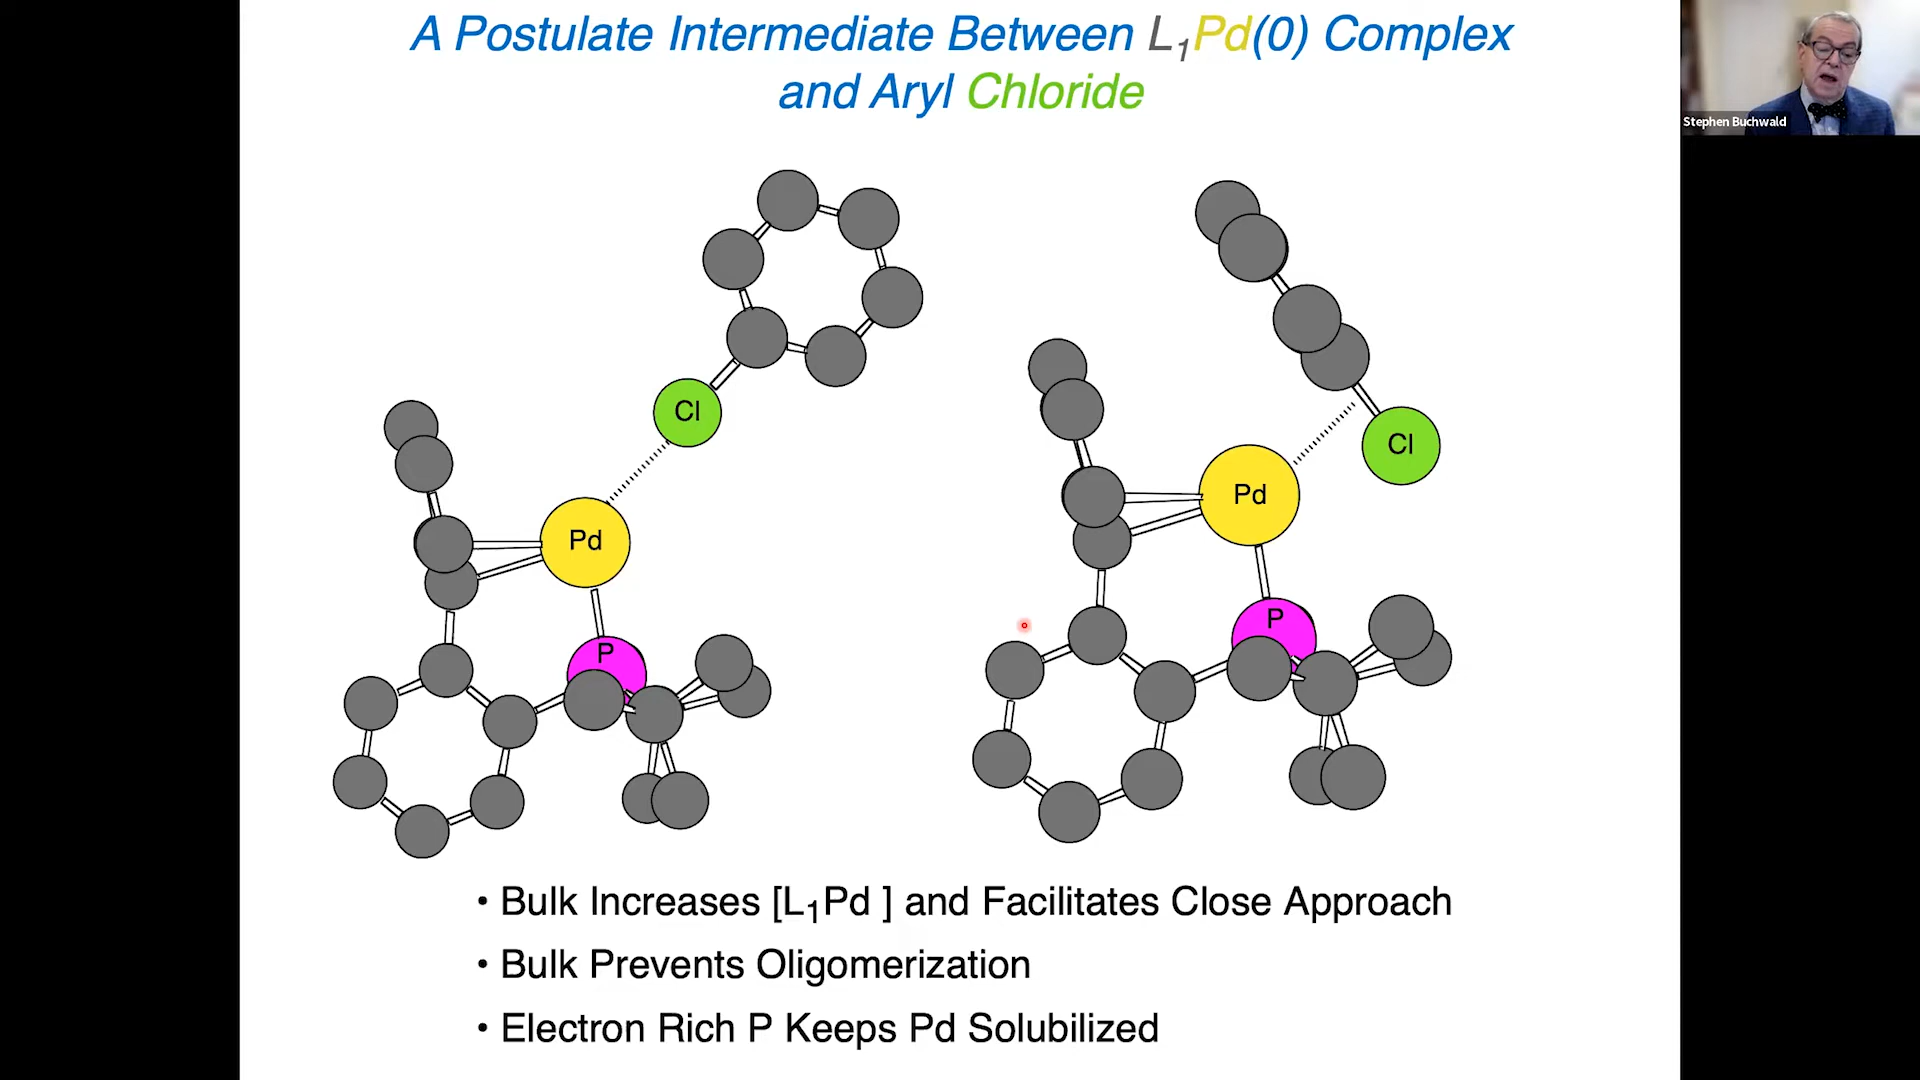 A Postulate Intermediate Between L1Pd(0) Complex
and Aryl Chloride
Stephen Buchwald
Cl
Pd
P
Cl
Pd
P
• Bulk Increases [L1Pd ] and Facilitates Close Approach
• Bulk Prevents Oligomerization
• Electron Rich P Keeps Pd Solubilized